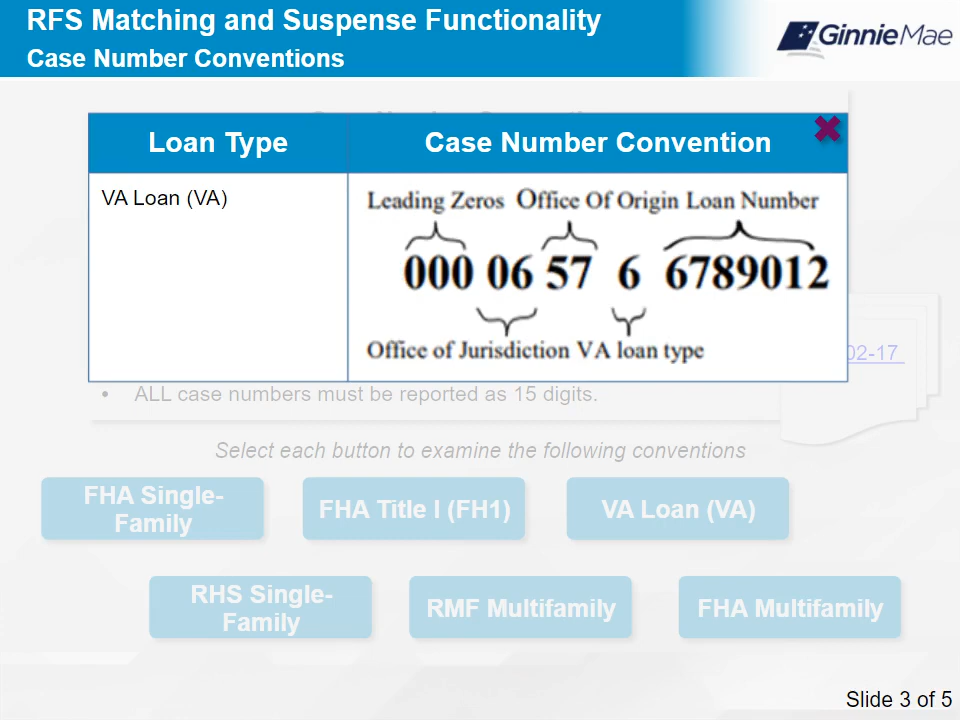 RFS Matching and Suspense Functionality
Case Number Conventions
GinnieMae
Loan Type
Case Number Convention
VA Loan (VA)
Leading Zeros Office Of Origin Loan Number
000 06 57 6 6789012
Office of Jurisdiction VA loan type
02-17
• ALL case numbers must be reported as 15 digits.
Select each button to examine the following conventions
FHA Single-
Family
FHA Title I (FH1)
VA Loan (VA)
RHS Single-
Family
RMF Multifamily
FHA Multifamily
Slide 3 of 5